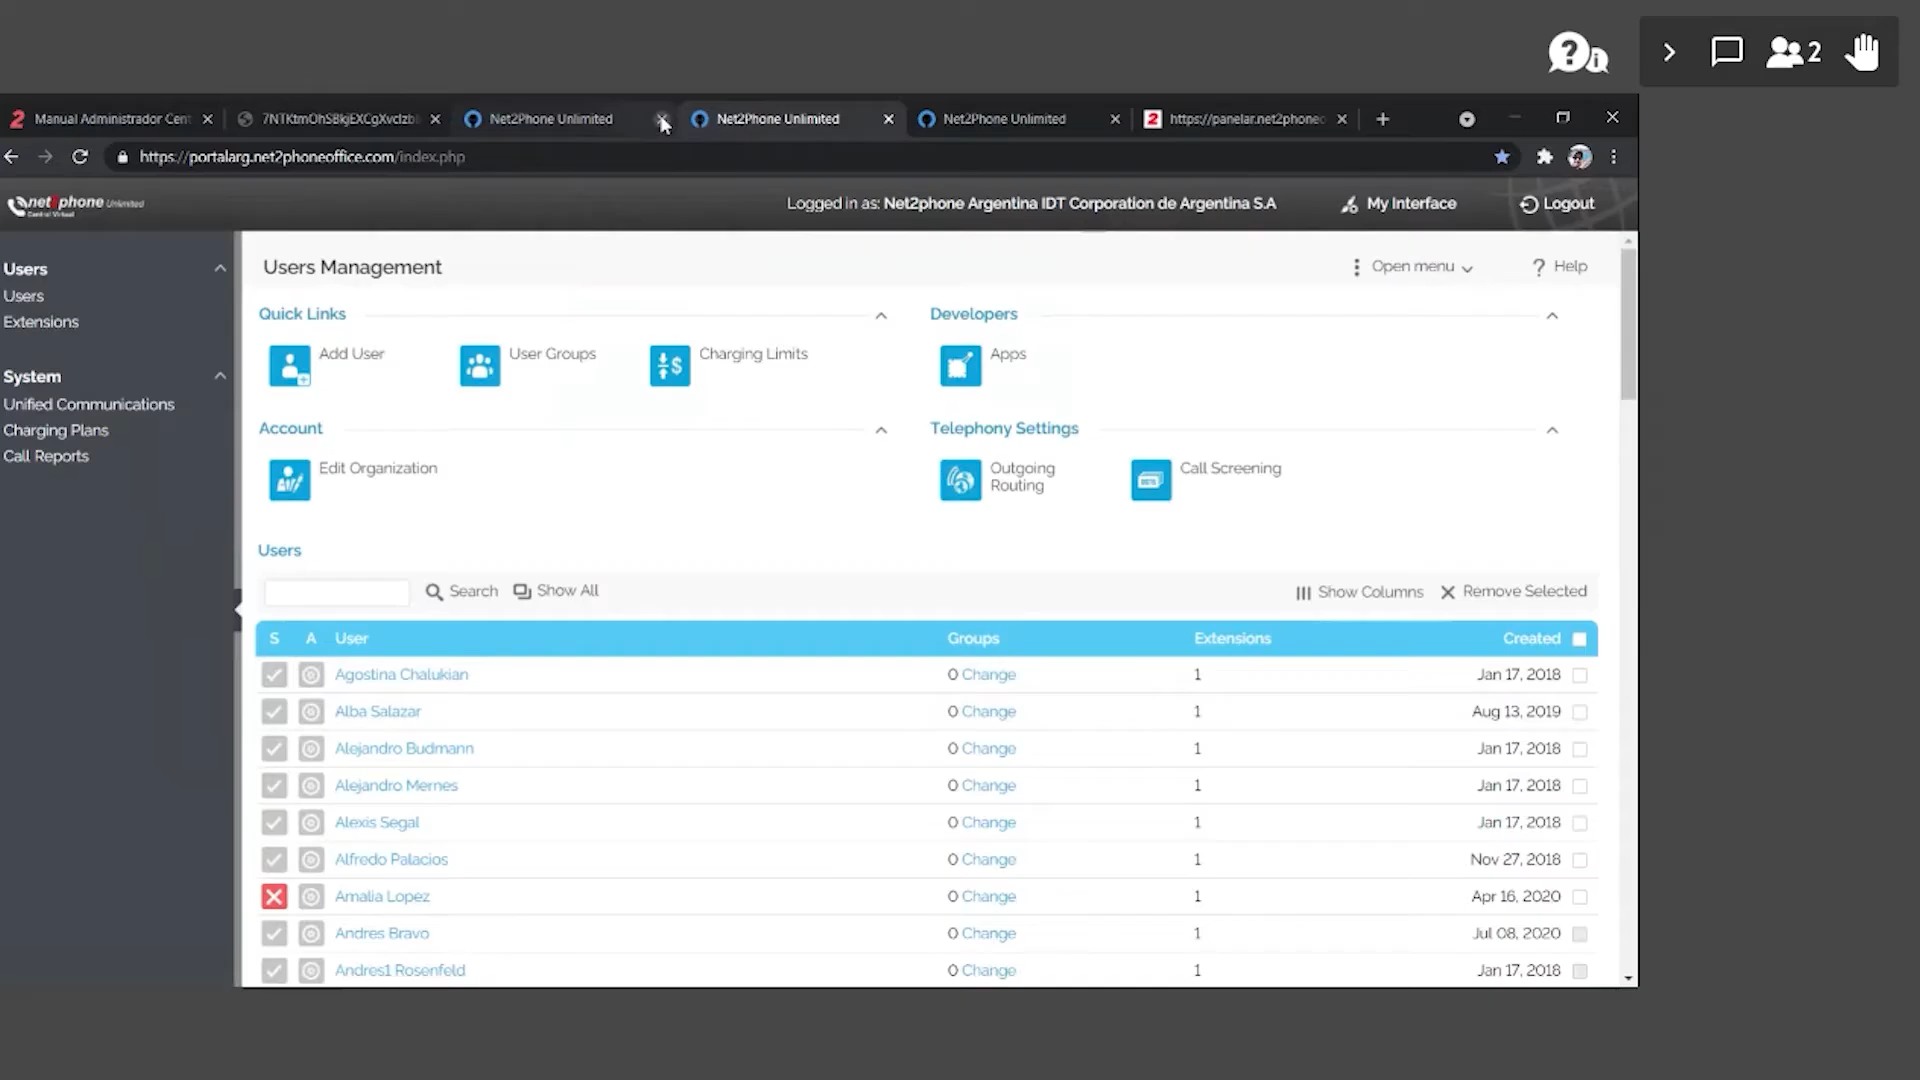 2
Manual Administrador Cent
Net2Phone Unlimited
Net2Phone Unlimited
Net2Phone Unlimited
https://panelar.net2phone
https://portalarg.net2phoneoffice.com/index.php
net2phone Unlimited
Central Virtual
Logged in as: Net2phone Argentina IDT Corporation de Argentina S.A
My Interface
Logout
Users
Users
Extensions
System
Unified Communications
Charging Plans
Call Reports
Users Management
Open menu
? Help
Quick Links
Add User
User Groups
Charging Limits
Developers
Apps
Account
Edit Organization
Telephony Settings
Outgoing
Routing
Call Screening
Users
Search
Show All
Show Columns
Remove Selected
S A User Groups Extensions Created
Agostina Chalukian 0 Change 1 Jan 17, 2018
Alba Salazar 0 Change 1 Aug 13, 2019
Alejandro Budmann 0 Change 1 Jan 17, 2018
Alejandro Mernes 0 Change 1 Jan 17, 2018
Alexis Segal 0 Change 1 Jan 17, 2018
Alfredo Palacios 0 Change 1 Nov 27, 2018
Amalia Lopez 0 Change 1 Apr 16, 2020
Andres Bravo 0 Change 1 Jul 08, 2020
Andres1 Rosenfeld 0 Change 1 Jan 17, 2018